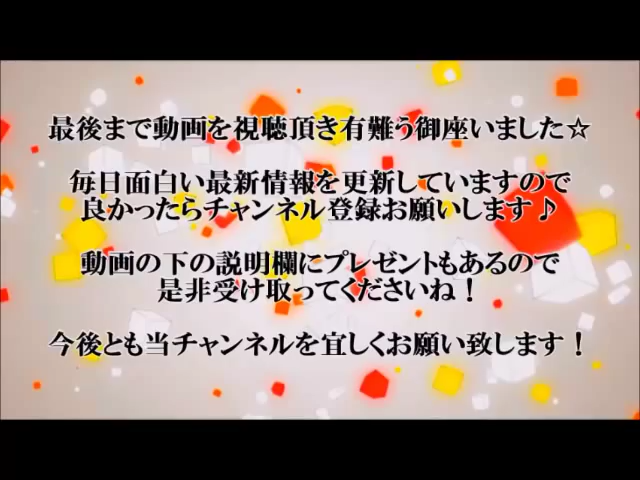 最後まで動画を視聴頂き有難う御座いました☆
毎日面白い最新情報を更新していますので
良かったらチャンネル登録お願いします♪
動画の下の説明欄にプレゼントもあるので
是非受け取ってくださいね！
今後とも当チャンネルを宜しくお願い致します！